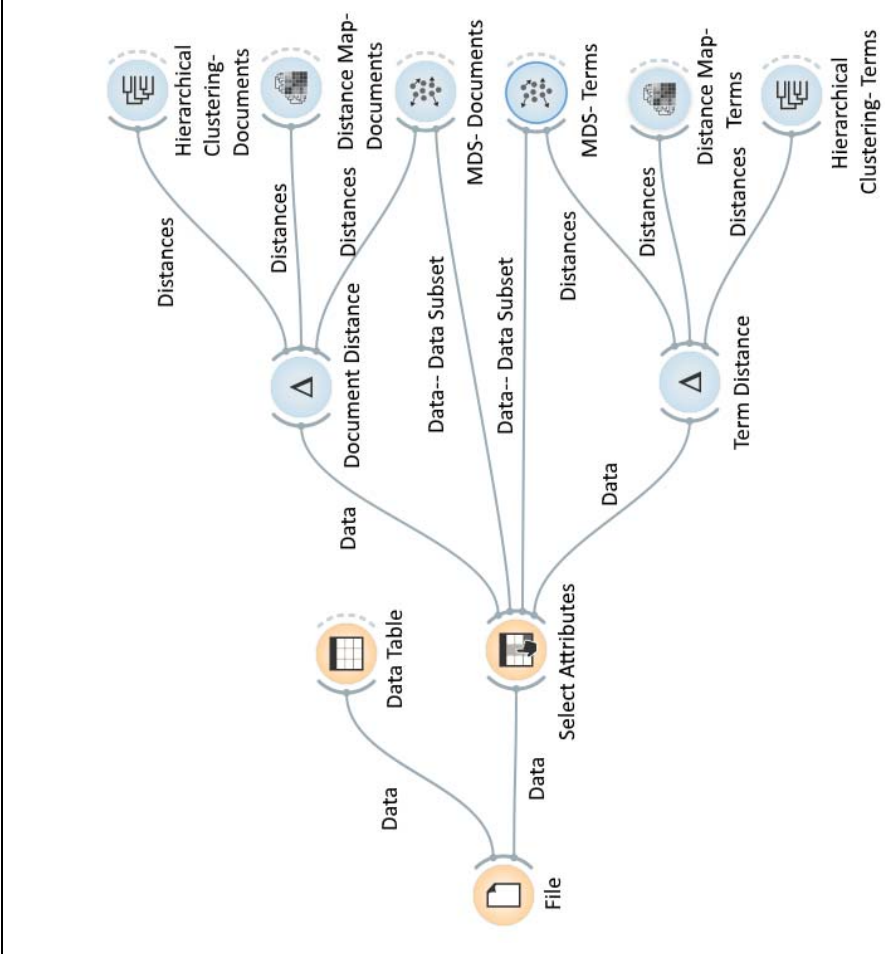 File
Data
Data
Data Table
Select Attributes
Data
Data
Data-- Data Subset
Data-- Data Subset
Document Distance
Term Distance
Distances
Distances
Distances
Distances
Distances
Distances
Hierarchical
Clustering-
Documents
Distance Map-
Documents
MDS- Documents
MDS- Terms
Distance Map-
Terms
Hierarchical
Clustering- Terms